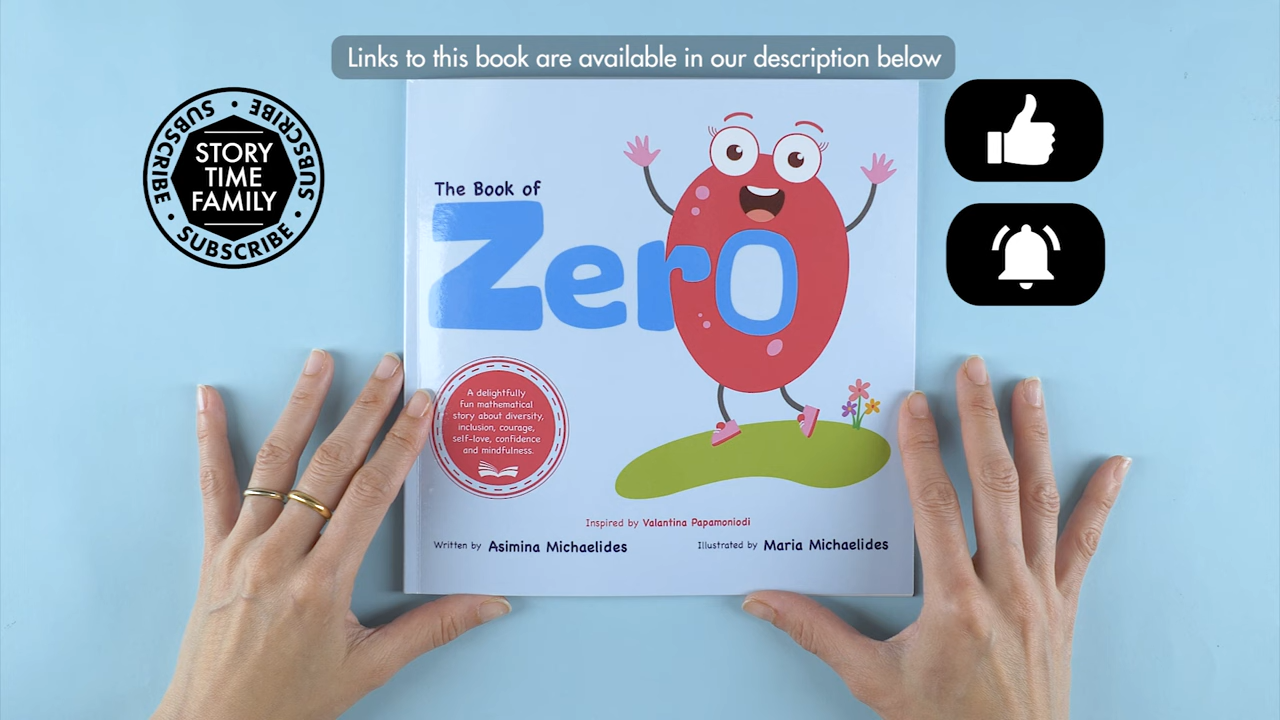 Links to this book are available in our description below
SUBSCRIBE • SUBSCRIBE • SUBSCRIBE • SUBSCRIBE •
STORY
TIME
FAMILY
The Book of
Zero
A delightfully
fun mathematical
story about diversity,
inclusion, courage,
self-love, confidence
and mindfulness.
Inspired by Valantina Papamoniodi
Written by Asimina Michaelides
Illustrated by Maria Michaelides